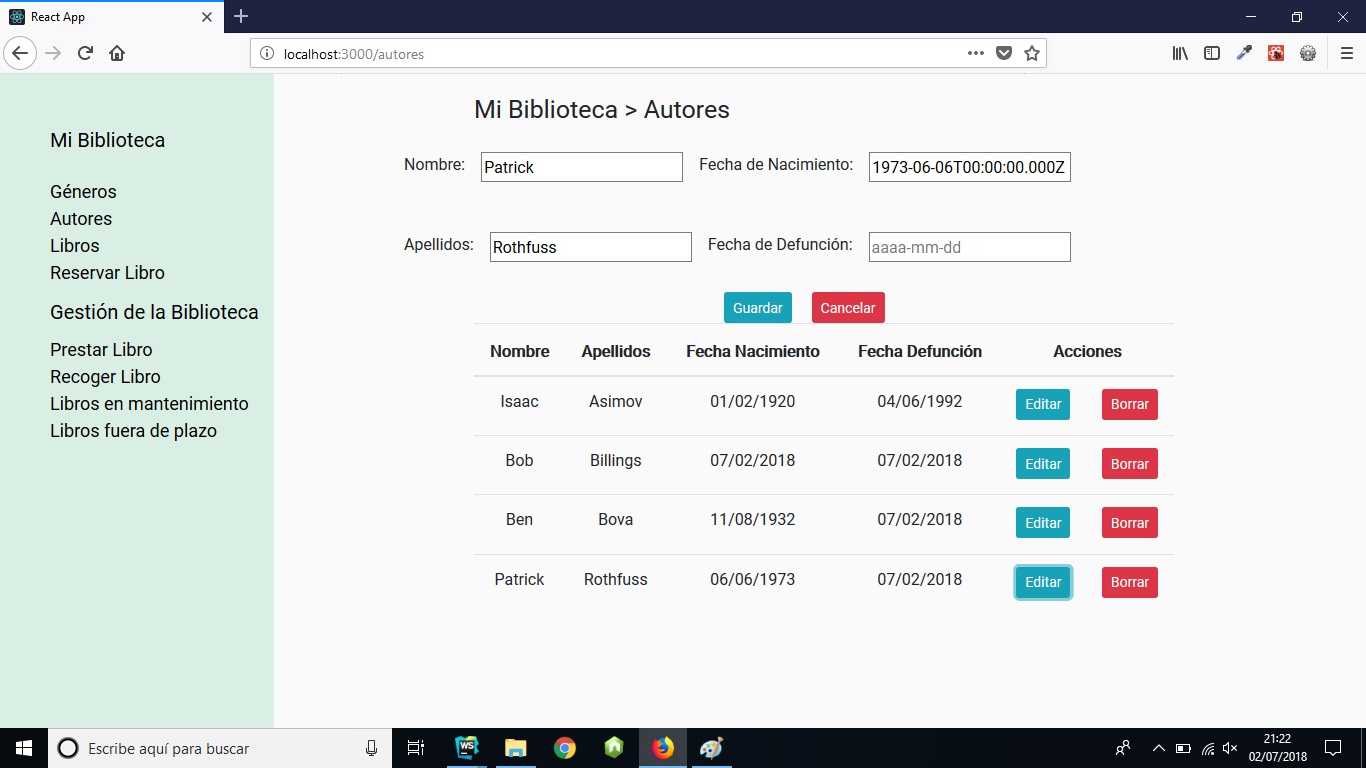 React App
localhost:3000/autores
Mi Biblioteca
Géneros
Autores
Libros
Reservar Libro
Gestión de la Biblioteca
Prestar Libro
Recoger Libro
Libros en mantenimiento
Libros fuera de plazo
Mi Biblioteca > Autores
Nombre: Patrick Fecha de Nacimiento: 1973-06-06T00:00:00.000Z
Apellidos: Rothfuss Fecha de Defunción: aaaa-mm-dd
Guardar Cancelar
Nombre Apellidos Fecha Nacimiento Fecha Defunción Acciones
Isaac Asimov 01/02/1920 04/06/1992 Editar Borrar
Bob Billings 07/02/2018 07/02/2018 Editar Borrar
Ben Bova 11/08/1932 07/02/2018 Editar Borrar
Patrick Rothfuss 06/06/1973 07/02/2018 Editar Borrar
Escribe aquí para buscar
WS
21:22
02/07/2018